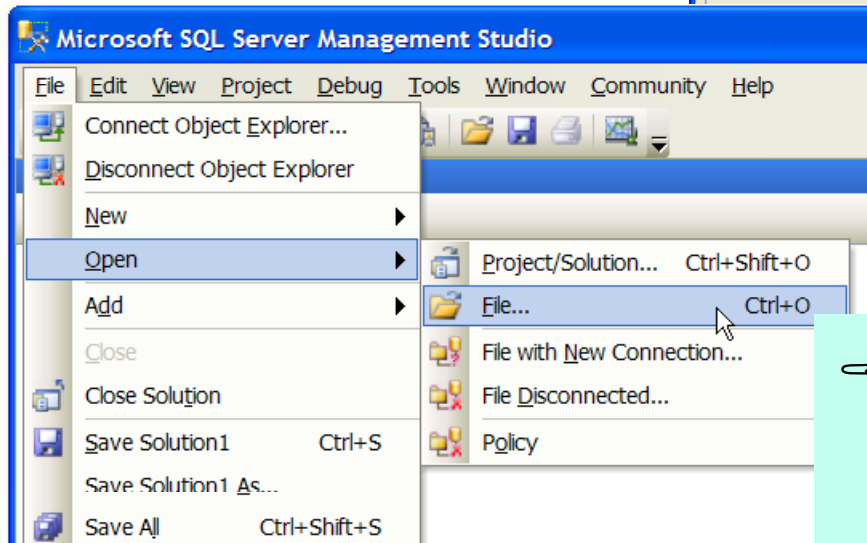 Microsoft SQL Server Management Studio
File Edit View Project Debug Tools Window Community Help
Connect Object Explorer...
Disconnect Object Explorer
New
Open
Project/Solution... Ctrl+Shift+O
Add
File... Ctrl+O
Close
File with New Connection...
Close Solution
File Disconnected...
Save Solution1 Ctrl+S
Policy
Save Solution1 As...
Save All Ctrl+Shift+S